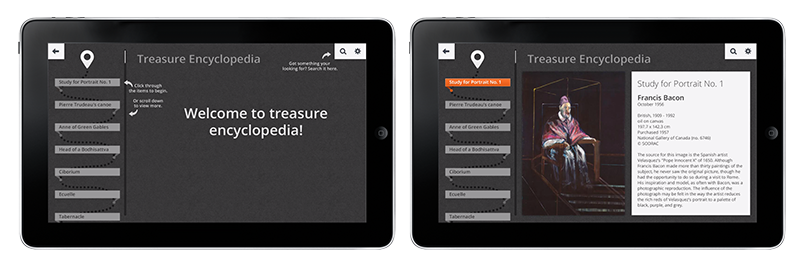 Treasure Encyclopedia
Got something your
looking for? Search it here.
Study for Portrait No. 1
Click through
the items to begin.
Pierre Trudeau's canoe
Or scroll down
to view more.
Anne of Green Gables
Welcome to treasure
encyclopedia!
Head of a Bodhisattva
Ciborium
Ecuelle
Tabernacle
Treasure Encyclopedia
Study for Portrait No. 1
Pierre Trudeau's canoe
Anne of Green Gables
Head of a Bodhisattva
Ciborium
Ecuelle
Tabernacle
Study for Portrait No. 1
Francis Bacon
October 1956
British, 1909 - 1992
oil on canvas
197.7 x 142.3 cm
Purchased 1957
National Gallery of Canada (no. 6746)
© SODRAC
The source for this image is the Spanish artist
Velasquez's "Pope Innocent X" of 1650. Although
Francis Bacon made more than thirty paintings of the
subject, he never saw the original picture, though he
had the opportunity to do so during a visit to Rome.
His inspiration and model, as often with Bacon, was a
photographic reproduction. The influence of the
photograph may be felt in the way the artist reduces
the rich reds of Velasquez's portrait to a palette of
black, purple, and grey.